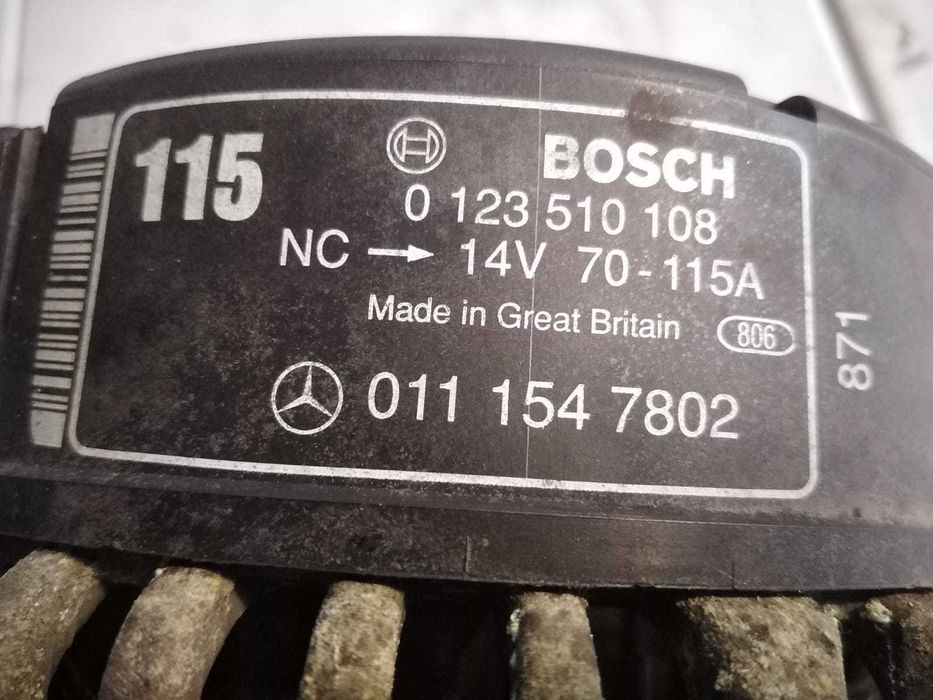 115
BOSCH
0 123 510 108
NC → 14V 70-115A
Made in Great Britain 806
011 154 7802
871